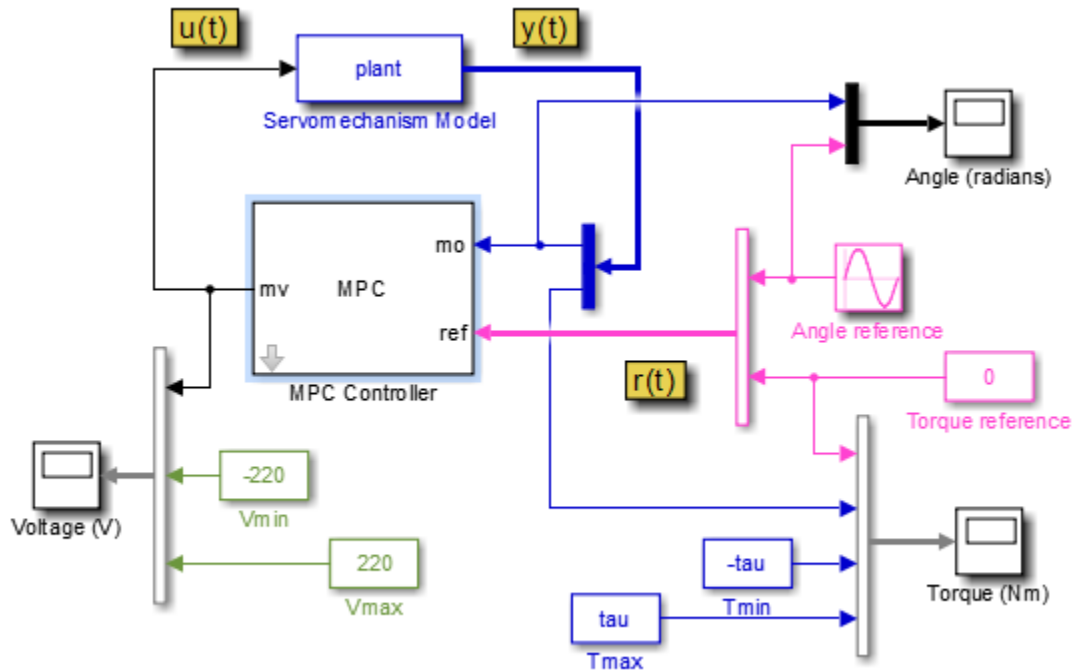 u(t)
y(t)
plant
Servomechanism Model
Angle (radians)
mo
mv
MPC
ref
MPC Controller
Angle reference
r(t)
0
Torque reference
-220
Vmin
Voltage (V)
220
Vmax
-tau
Tmin
tau
Tmax
Torque (Nm)